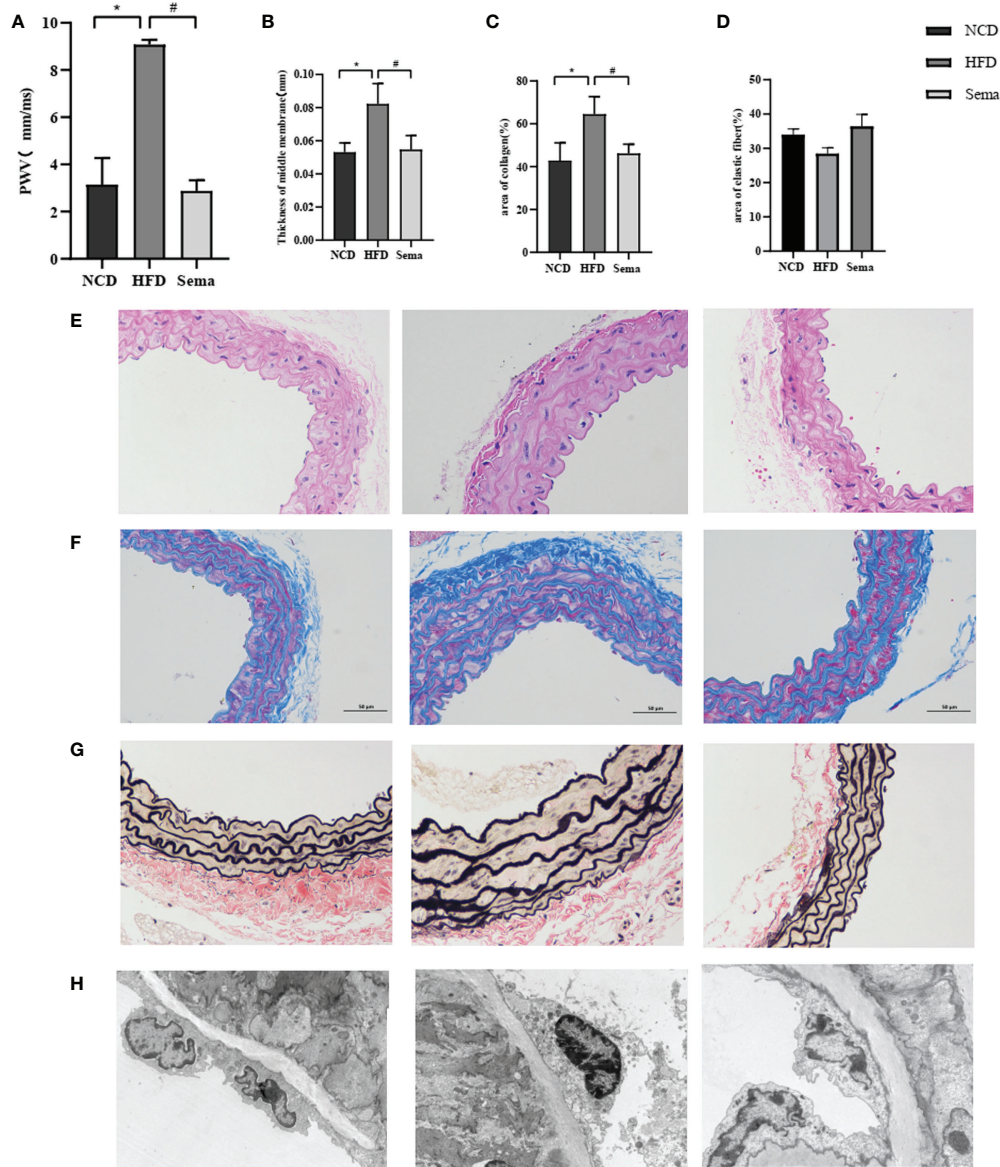 A
PWV( mm/ms)
10
8
6
4
2
0
* #
NCD HFD Sema
B
Thickness of middle membrane(mm)
0.10
0.08
0.06
0.04
0.02
0.00
* #
NCD HFD Sema
C
area of collagen(%)
80
60
40
20
0
* #
NCD HFD Sema
D
area of elastic fiber(%)
50
40
30
20
10
0
NCD HFD Sema
NCD
HFD
Sema
E
F
50 μm
50 μm
50 μm
G
H